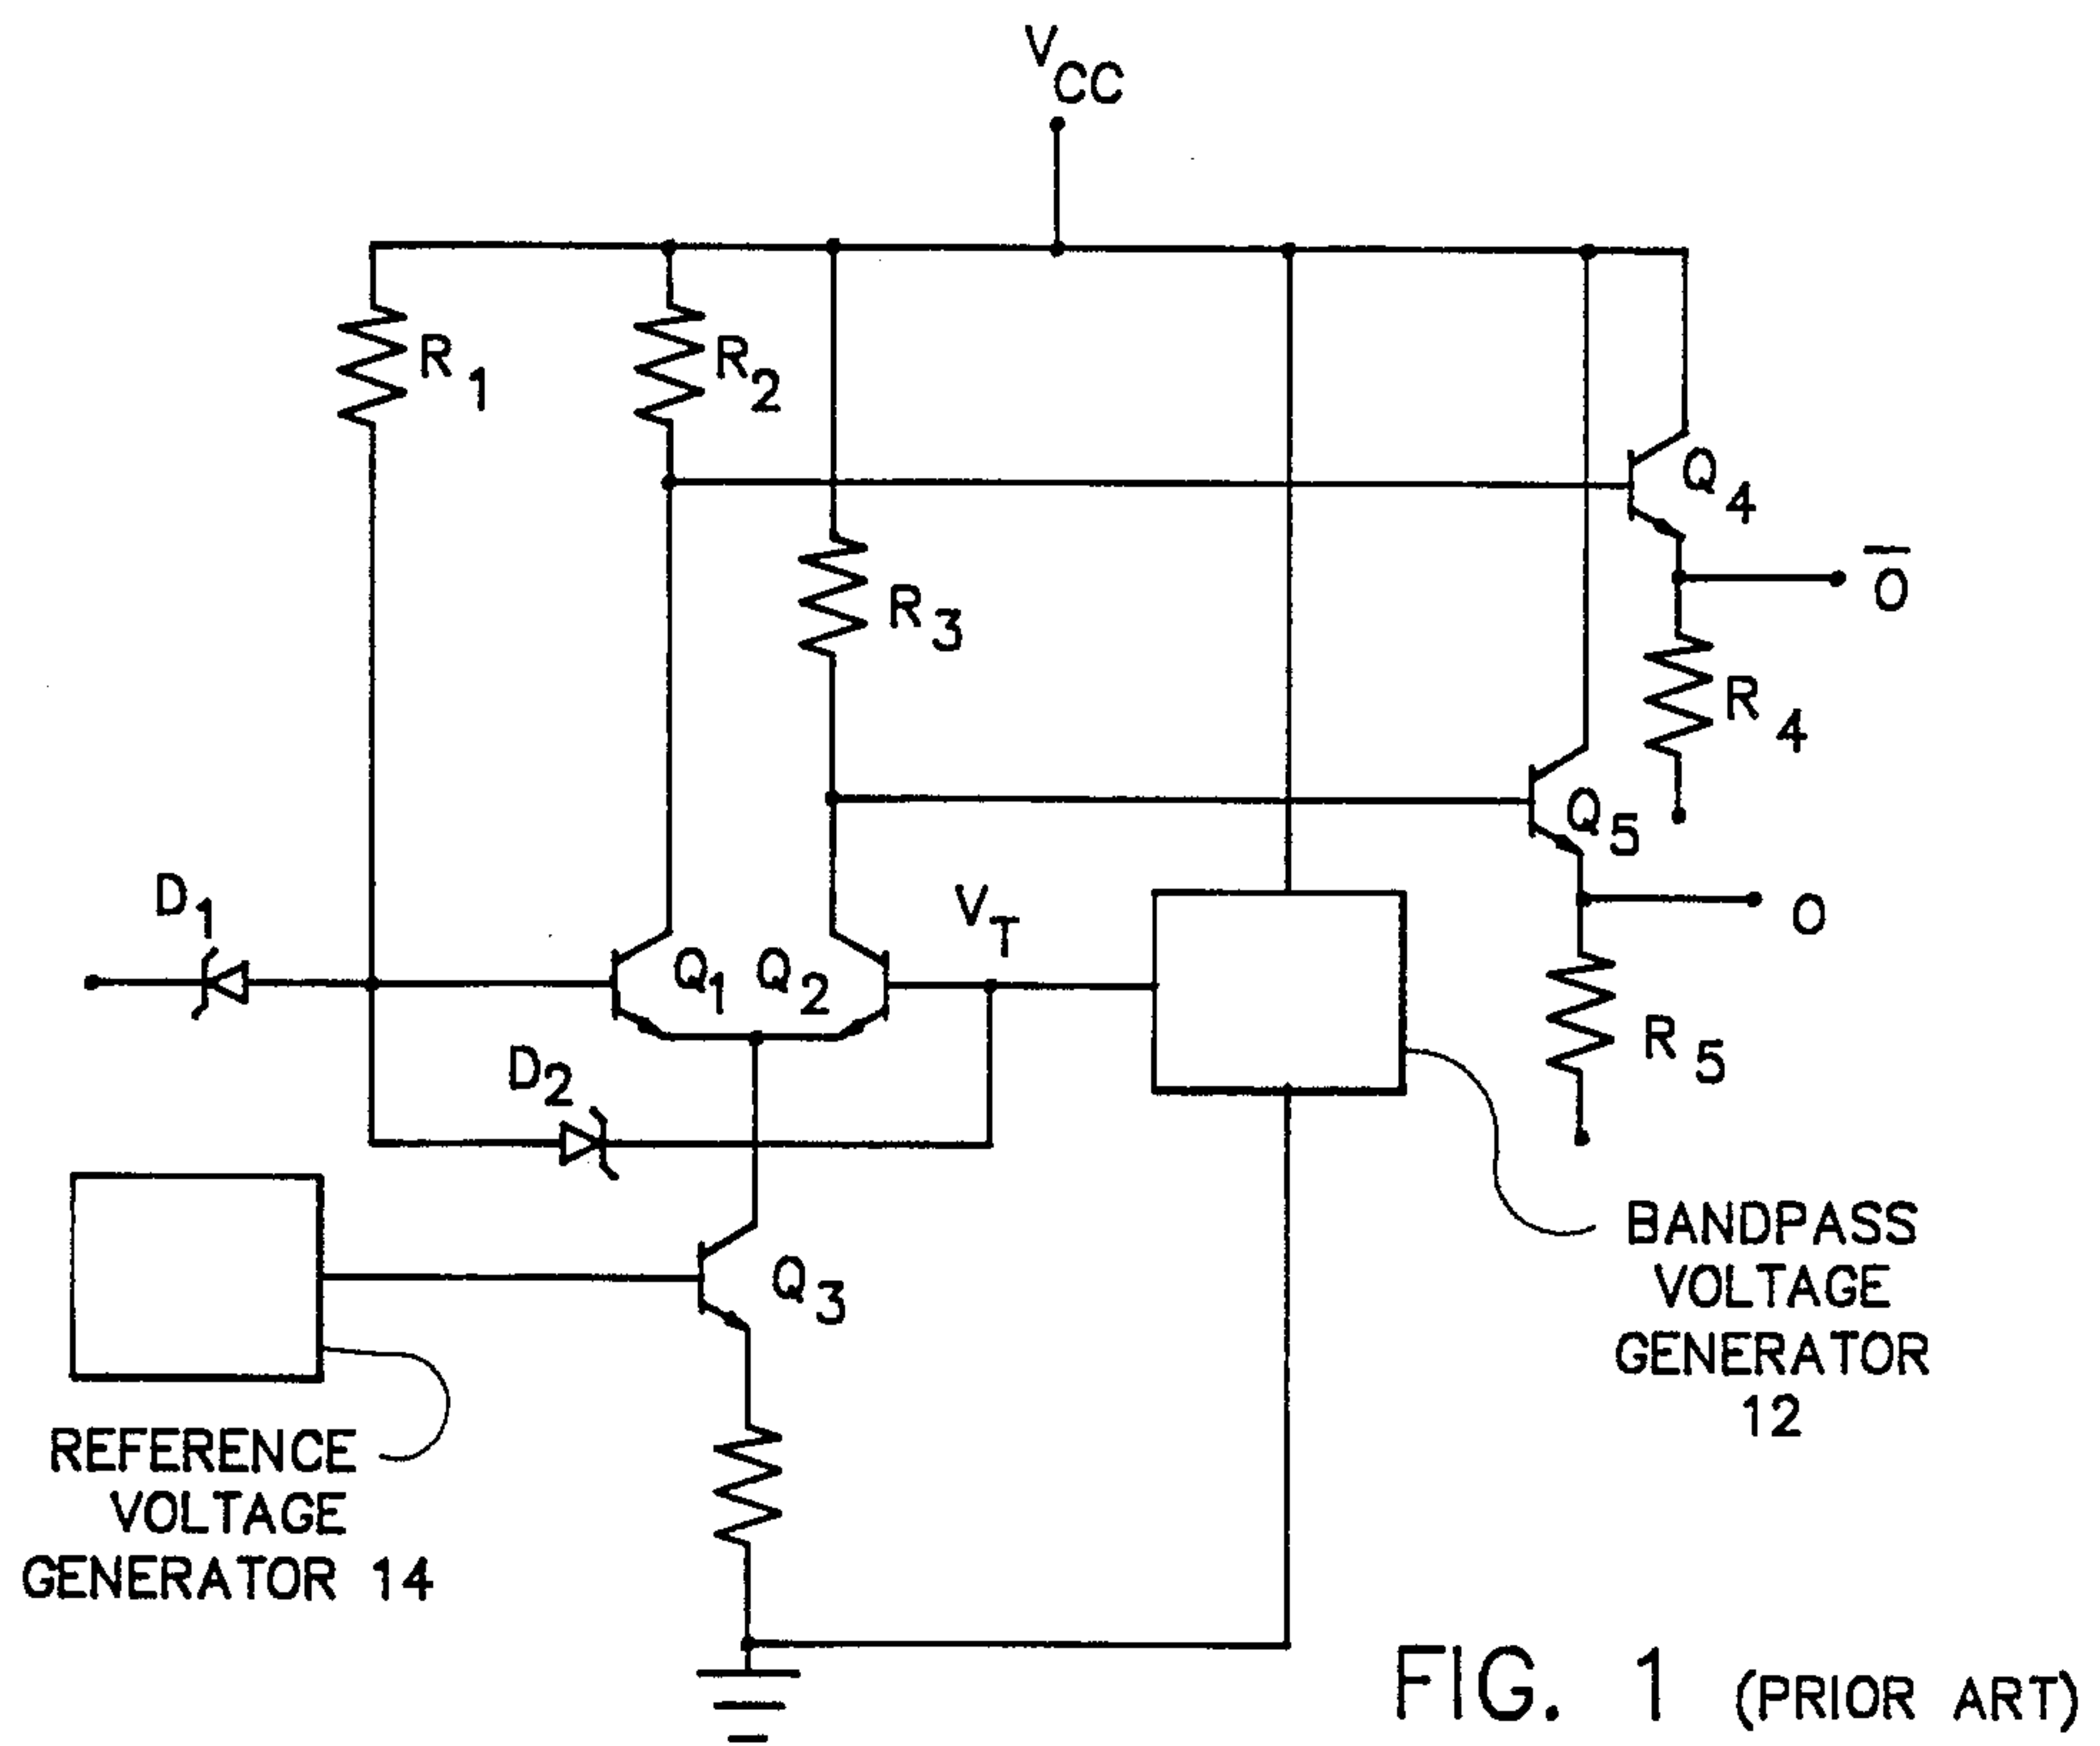 VCC
R1
R2
R3
Q4
O
R4
Q5
O
R5
D1
Q1
Q2
VT
D2
Q3
BANDPASS
VOLTAGE
GENERATOR
12
REFERENCE
VOLTAGE
GENERATOR 14
FIG. 1 (PRIOR ART)